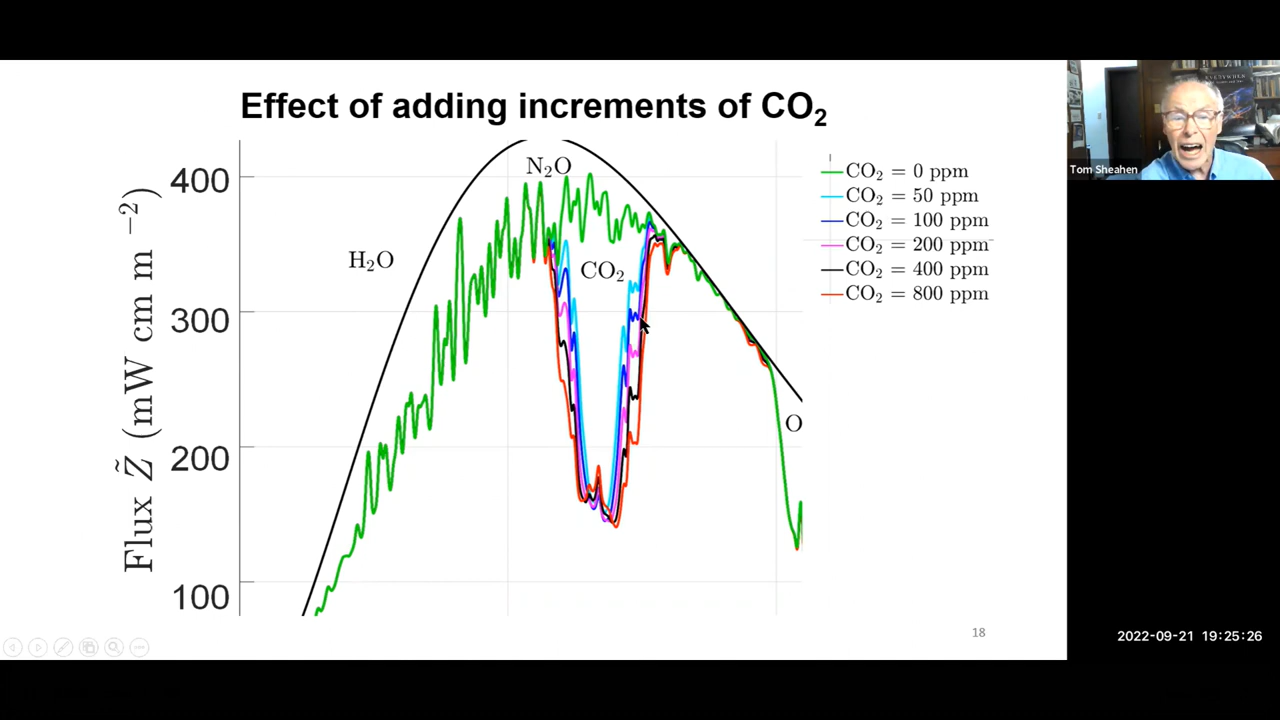 Effect of adding increments of CO₂
400
300
200
100
Flux Z̃ (mW cm m⁻²)
N₂O
H₂O
CO₂
O
CO₂ = 0 ppm
CO₂ = 50 ppm
CO₂ = 100 ppm
CO₂ = 200 ppm
CO₂ = 400 ppm
CO₂ = 800 ppm
18
Tom Sheahen
2022-09-21 19:25:26